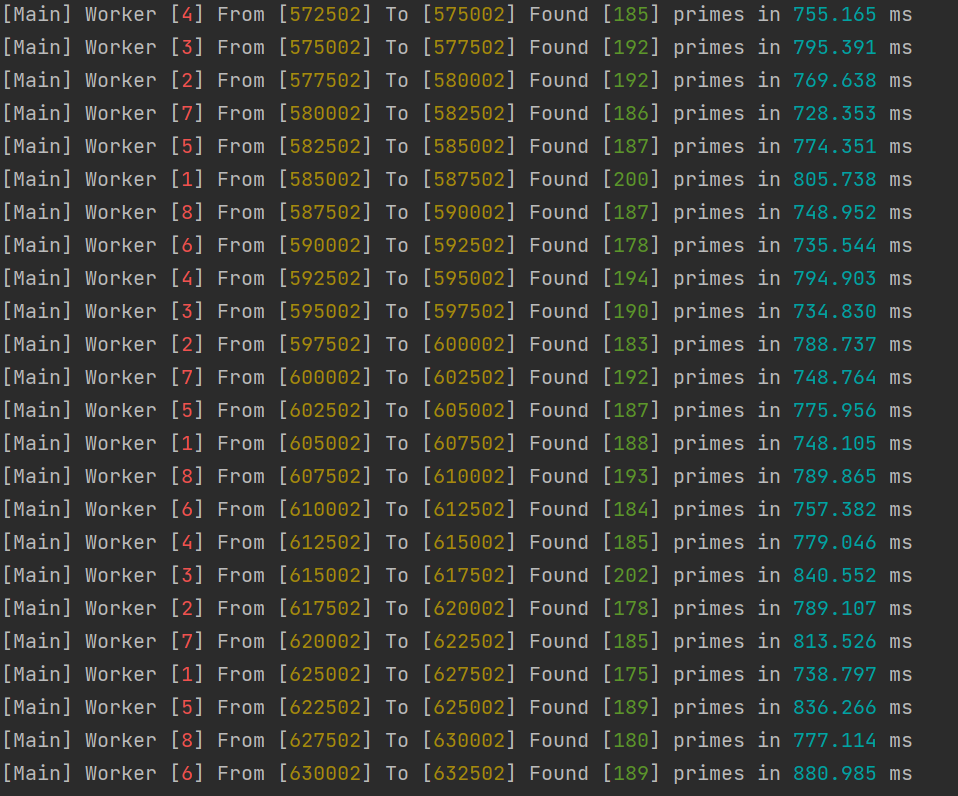 [Main] Worker [4] From [572502] To [575002] Found [185] primes in 755.165 ms
[Main] Worker [3] From [575002] To [577502] Found [192] primes in 795.391 ms
[Main] Worker [2] From [577502] To [580002] Found [192] primes in 769.638 ms
[Main] Worker [7] From [580002] To [582502] Found [186] primes in 728.353 ms
[Main] Worker [5] From [582502] To [585002] Found [187] primes in 774.351 ms
[Main] Worker [1] From [585002] To [587502] Found [200] primes in 805.738 ms
[Main] Worker [8] From [587502] To [590002] Found [187] primes in 748.952 ms
[Main] Worker [6] From [590002] To [592502] Found [178] primes in 735.544 ms
[Main] Worker [4] From [592502] To [595002] Found [194] primes in 794.903 ms
[Main] Worker [3] From [595002] To [597502] Found [190] primes in 734.830 ms
[Main] Worker [2] From [597502] To [600002] Found [183] primes in 788.737 ms
[Main] Worker [7] From [600002] To [602502] Found [192] primes in 748.764 ms
[Main] Worker [5] From [602502] To [605002] Found [187] primes in 775.956 ms
[Main] Worker [1] From [605002] To [607502] Found [188] primes in 748.105 ms
[Main] Worker [8] From [607502] To [610002] Found [193] primes in 789.865 ms
[Main] Worker [6] From [610002] To [612502] Found [184] primes in 757.382 ms
[Main] Worker [4] From [612502] To [615002] Found [185] primes in 779.046 ms
[Main] Worker [3] From [615002] To [617502] Found [202] primes in 840.552 ms
[Main] Worker [2] From [617502] To [620002] Found [178] primes in 789.107 ms
[Main] Worker [7] From [620002] To [622502] Found [185] primes in 813.526 ms
[Main] Worker [1] From [625002] To [627502] Found [175] primes in 738.797 ms
[Main] Worker [5] From [622502] To [625002] Found [189] primes in 836.266 ms
[Main] Worker [8] From [627502] To [630002] Found [180] primes in 777.114 ms
[Main] Worker [6] From [630002] To [632502] Found [189] primes in 880.985 ms